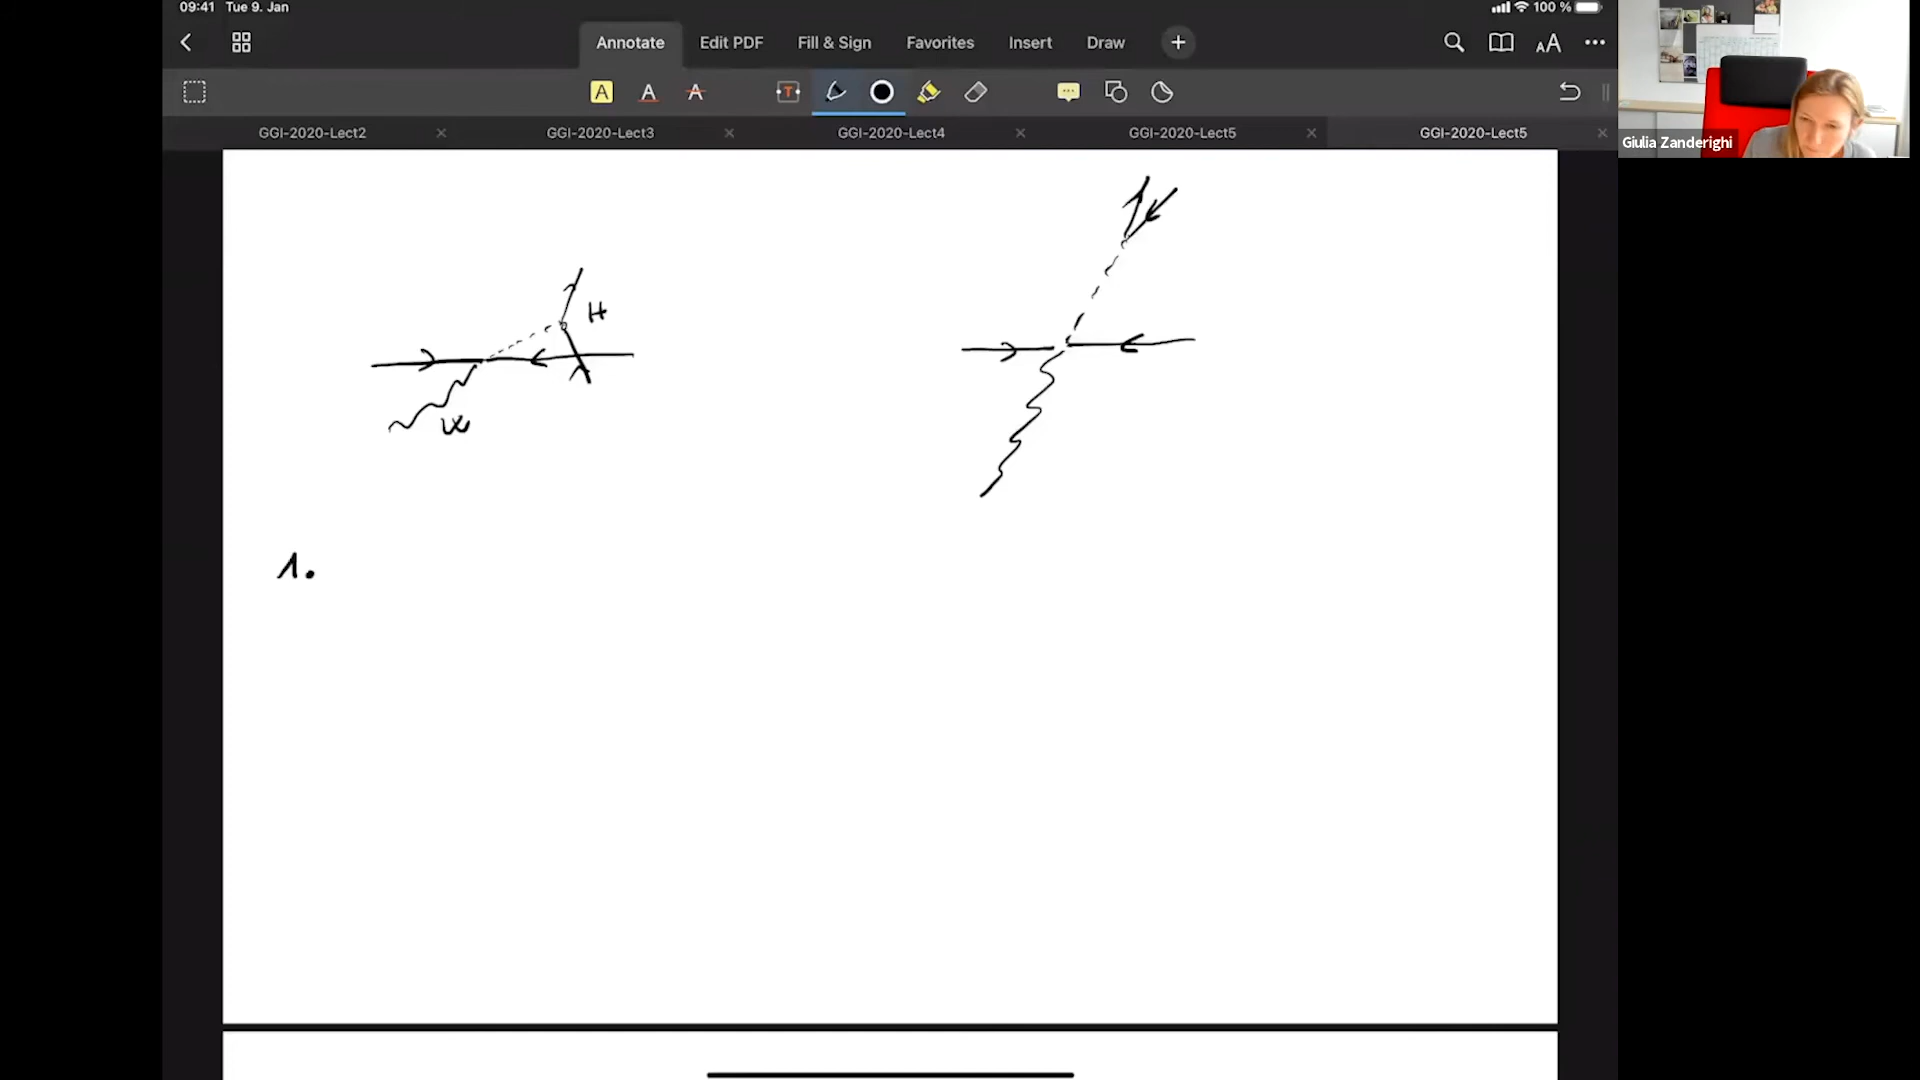 09:41 Tue 9. Jan
100 %
Annotate Edit PDF Fill & Sign Favorites Insert Draw
A A A T AA
GGI-2020-Lect2 GGI-2020-Lect3 GGI-2020-Lect4 GGI-2020-Lect5 GGI-2020-Lect5
Giulia Zanderighi
H
W
1.